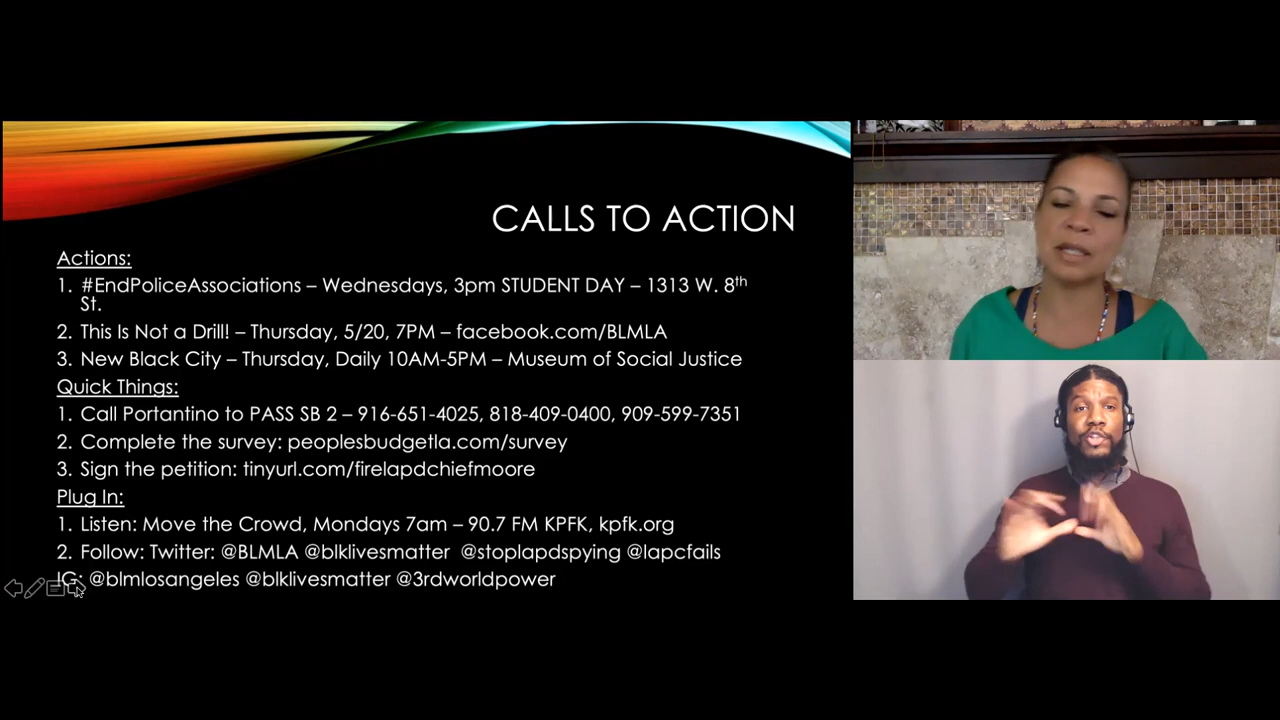 CALLS TO ACTION
Actions:
1. #EndPoliceAssociations – Wednesdays, 3pm STUDENT DAY – 1313 W. 8th
St.
2. This Is Not a Drill! – Thursday, 5/20, 7PM – facebook.com/BLMLA
3. New Black City – Thursday, Daily 10AM-5PM – Museum of Social Justice
Quick Things:
1. Call Portantino to PASS SB 2 – 916-651-4025, 818-409-0400, 909-599-7351
2. Complete the survey: peoplesbudgetla.com/survey
3. Sign the petition: tinyurl.com/firelapdchiefmoore
Plug In:
1. Listen: Move the Crowd, Mondays 7am – 90.7 FM KPFK, kpfk.org
2. Follow: Twitter: @BLMLA @blklivesmatter @stoplapdspying @lapcfails
IG: @blmlosangeles @blklivesmatter @3rdworldpower